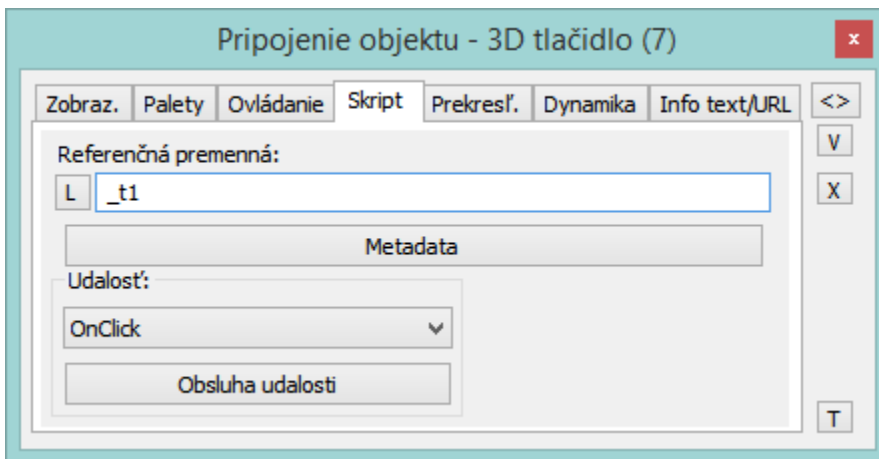 Pripojenie objektu - 3D tlačidlo (7)
x
Zobraz. Palety Ovládanie Skript Prekresľ. Dynamika Info text/URL <>
V
Referenčná premenná:
L _t1 X
Metadata
Udalosť:
OnClick
Obsluha udalosti
T